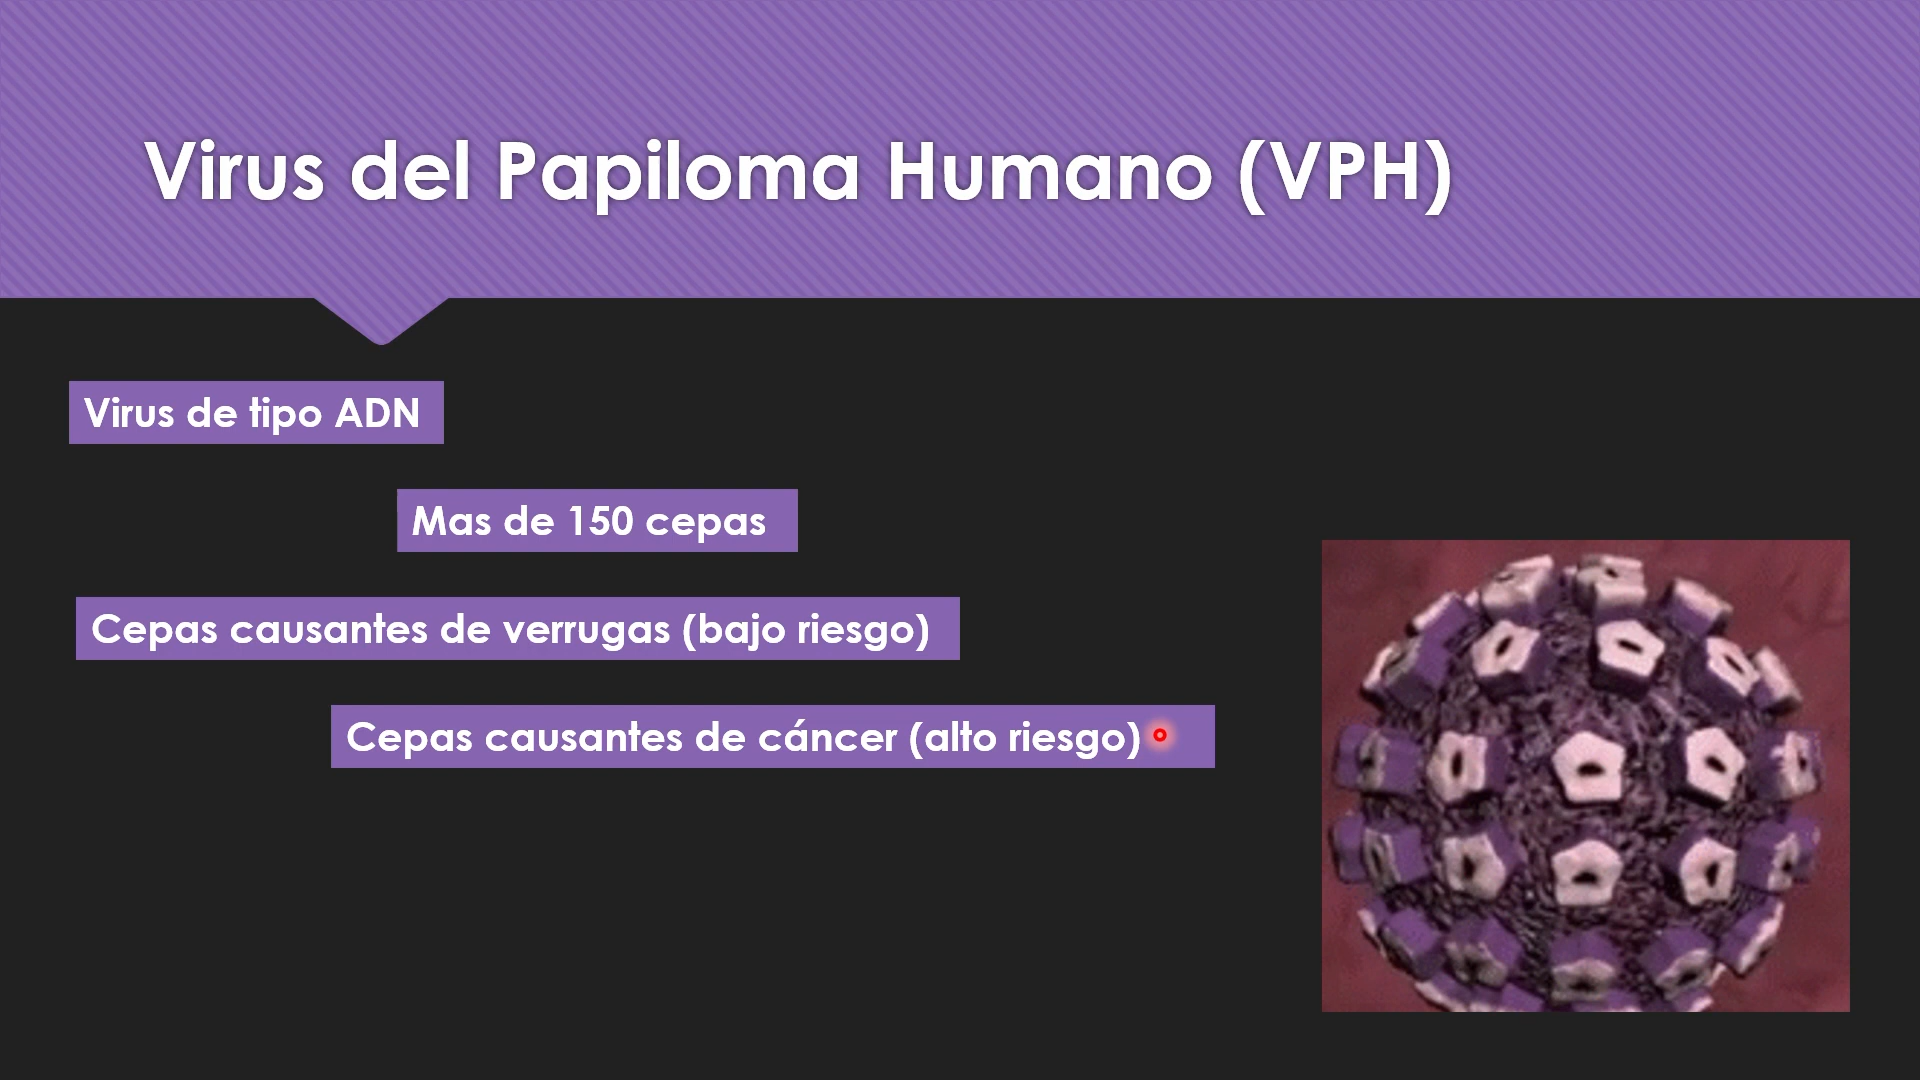 Virus del Papiloma Humano (VPH)
Virus de tipo ADN
Mas de 150 cepas
Cepas causantes de verrugas (bajo riesgo)
Cepas causantes de cáncer (alto riesgo)